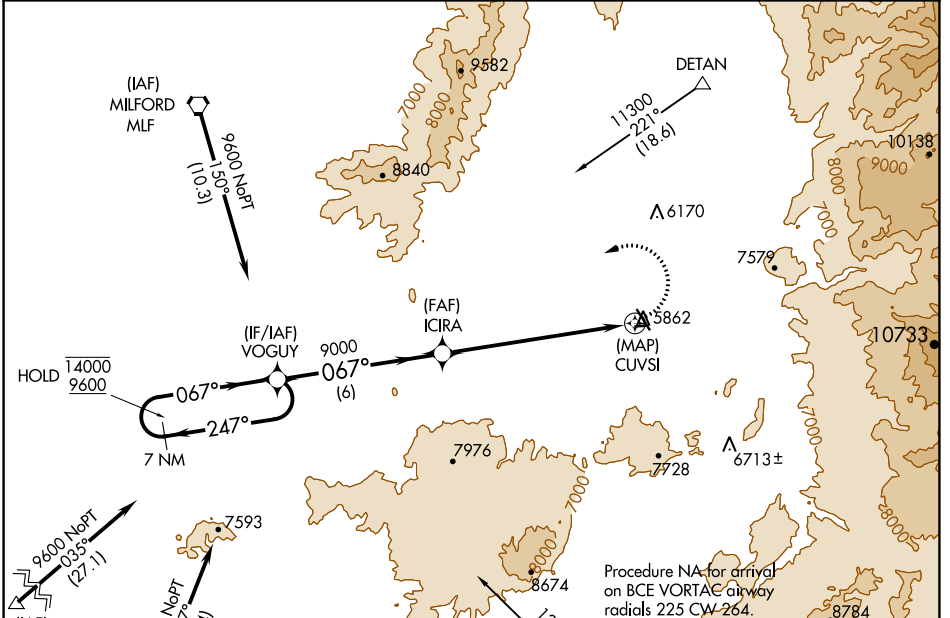 9582
DETAN
(IAF)
MILFORD
MLF
7000
8000
11300
221°
(18.6)
9600 NoPT
150°
(10.3)
8840
10138
9000
8000
7000
6170
7579
(FAF)
ICIRA
5862
(MAP)
CUVSI
10733
(IF/IAF)
VOGUY
9000
067°
(6)
HOLD 14000
9600
067°
247°
7 NM
7976
7728
6713±
7000
7000
7593
9600 NoPT
035°
(27.1)
NoPT
8000
8674
8000
Procedure NA for arrival
on BCE VORTAC airway
radials 225 CW 264.
8784